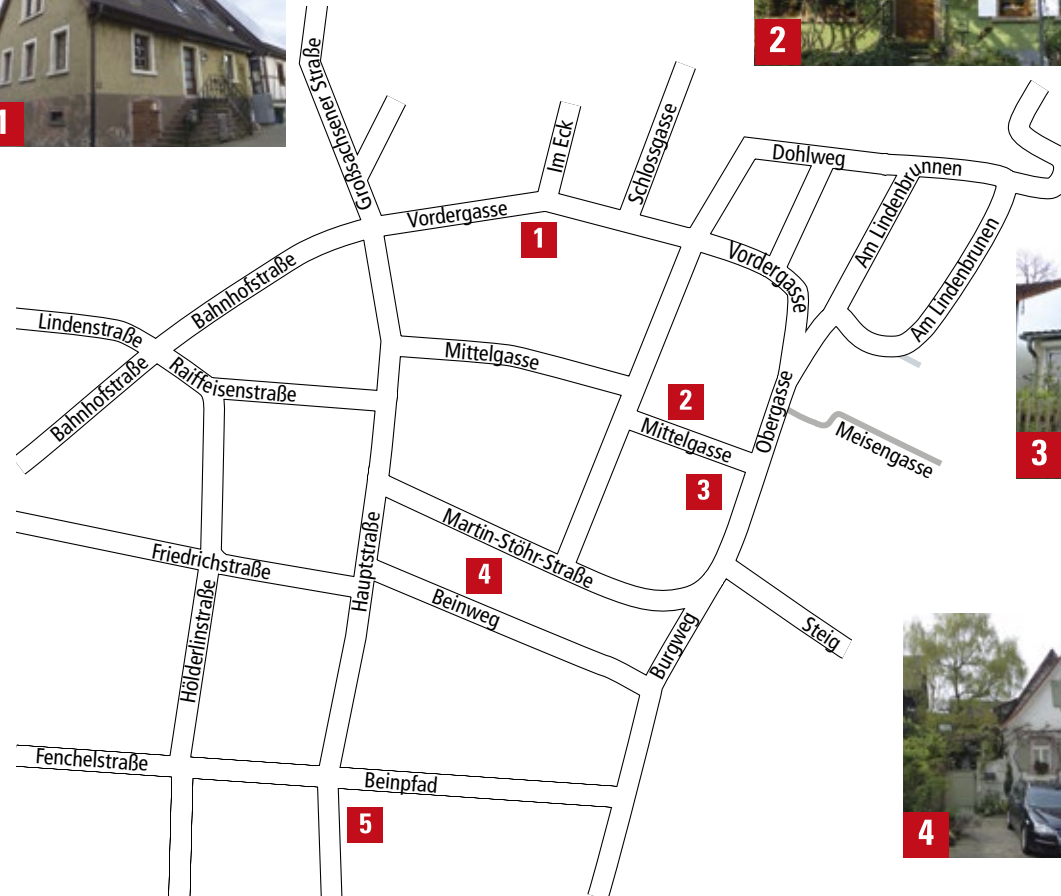 1
2
Großsachsener Straße
Im Eck
Schlossgasse
Dohlweg
Am Lindenbrunnen
Vordergasse
1
Am Lindenbrunnen
Vordergasse
Am Lindenbrunen
Bahnhofstraße
Lindenstraße
Mittelgasse
Raiffeisenstraße
Bahnhofstraße
2
Obergasse
Mittelgasse
Meisengasse
3
3
Martin-Stöhr-Straße
Hauptstraße
Friedrichstraße
4
Beinweg
Hölderlinstraße
Burgweg
Steig
Fenchelstraße
Beinpfad
5
4